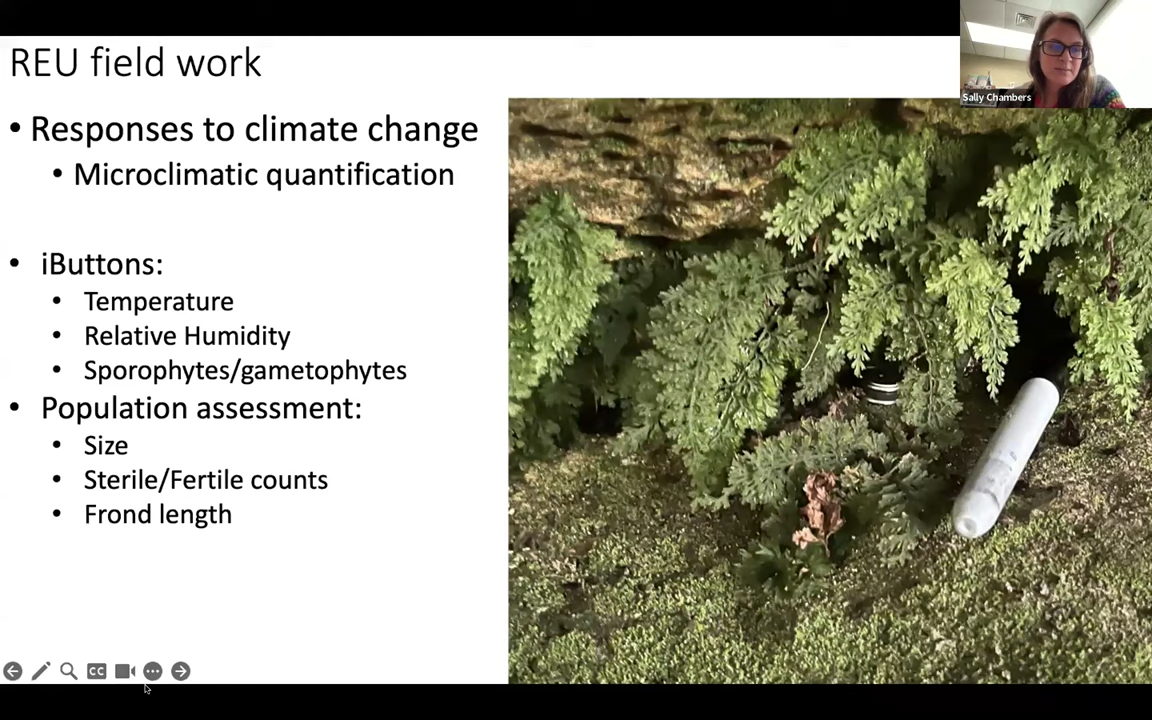 REU field work
Sally Chambers
• Responses to climate change
• Microclimatic quantification
• iButtons:
• Temperature
• Relative Humidity
• Sporophytes/gametophytes
• Population assessment:
• Size
• Sterile/Fertile counts
• Frond length
CC